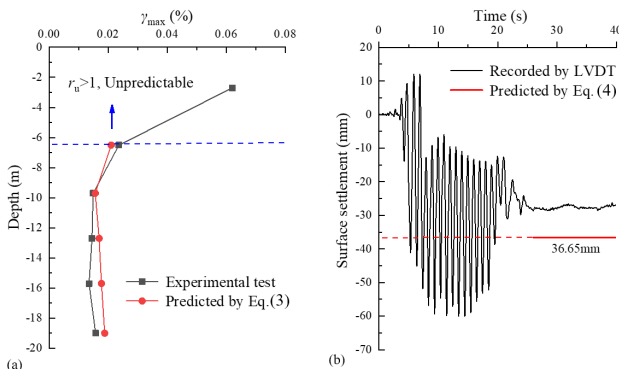 γmax (%)
0.00 0.02 0.04 0.06 0.08
0
-2
-4
-6
-8
-10
-12
-14
-16
-18
-20
Depth (m)
ru>1, Unpredictable
Experimental test
Predicted by Eq.(3)
(a)
Time (s)
0 10 20 30 40
20
10
0
-10
-20
-30
-40
-50
-60
-70
Surface settlement (mm)
Recorded by LVDT
Predicted by Eq.(4)
36.65mm
(b)